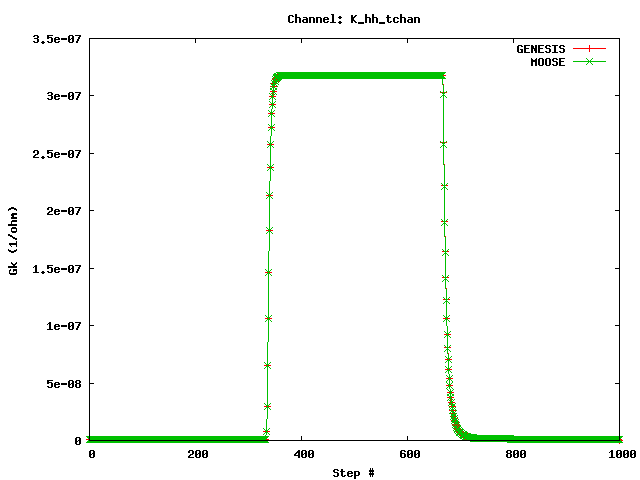 Channel: K_hh_tchan
3.5e-07
GENESIS
MOOSE
3e-07
2.5e-07
2e-07
Gk (1/ohm)
1.5e-07
1e-07
5e-08
0
0 200 400 600 800 1000
Step #